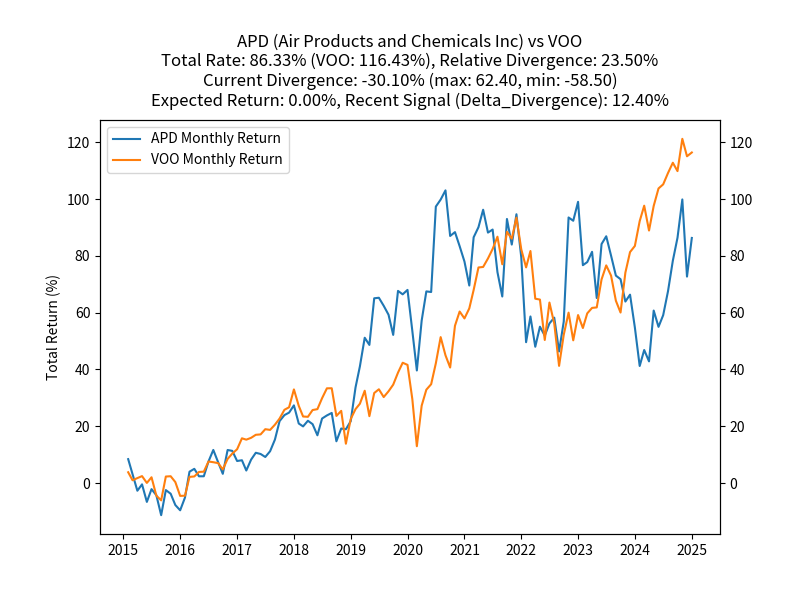 APD (Air Products and Chemicals Inc) vs VOO
Total Rate: 86.33% (VOO: 116.43%), Relative Divergence: 23.50%
Current Divergence: -30.10% (max: 62.40, min: -58.50)
Expected Return: 0.00%, Recent Signal (Delta_Divergence): 12.40%
APD Monthly Return
VOO Monthly Return
Total Return (%)
120 120
100 100
80 80
60 60
40 40
20 20
0 0
2015 2016 2017 2018 2019 2020 2021 2022 2023 2024 2025